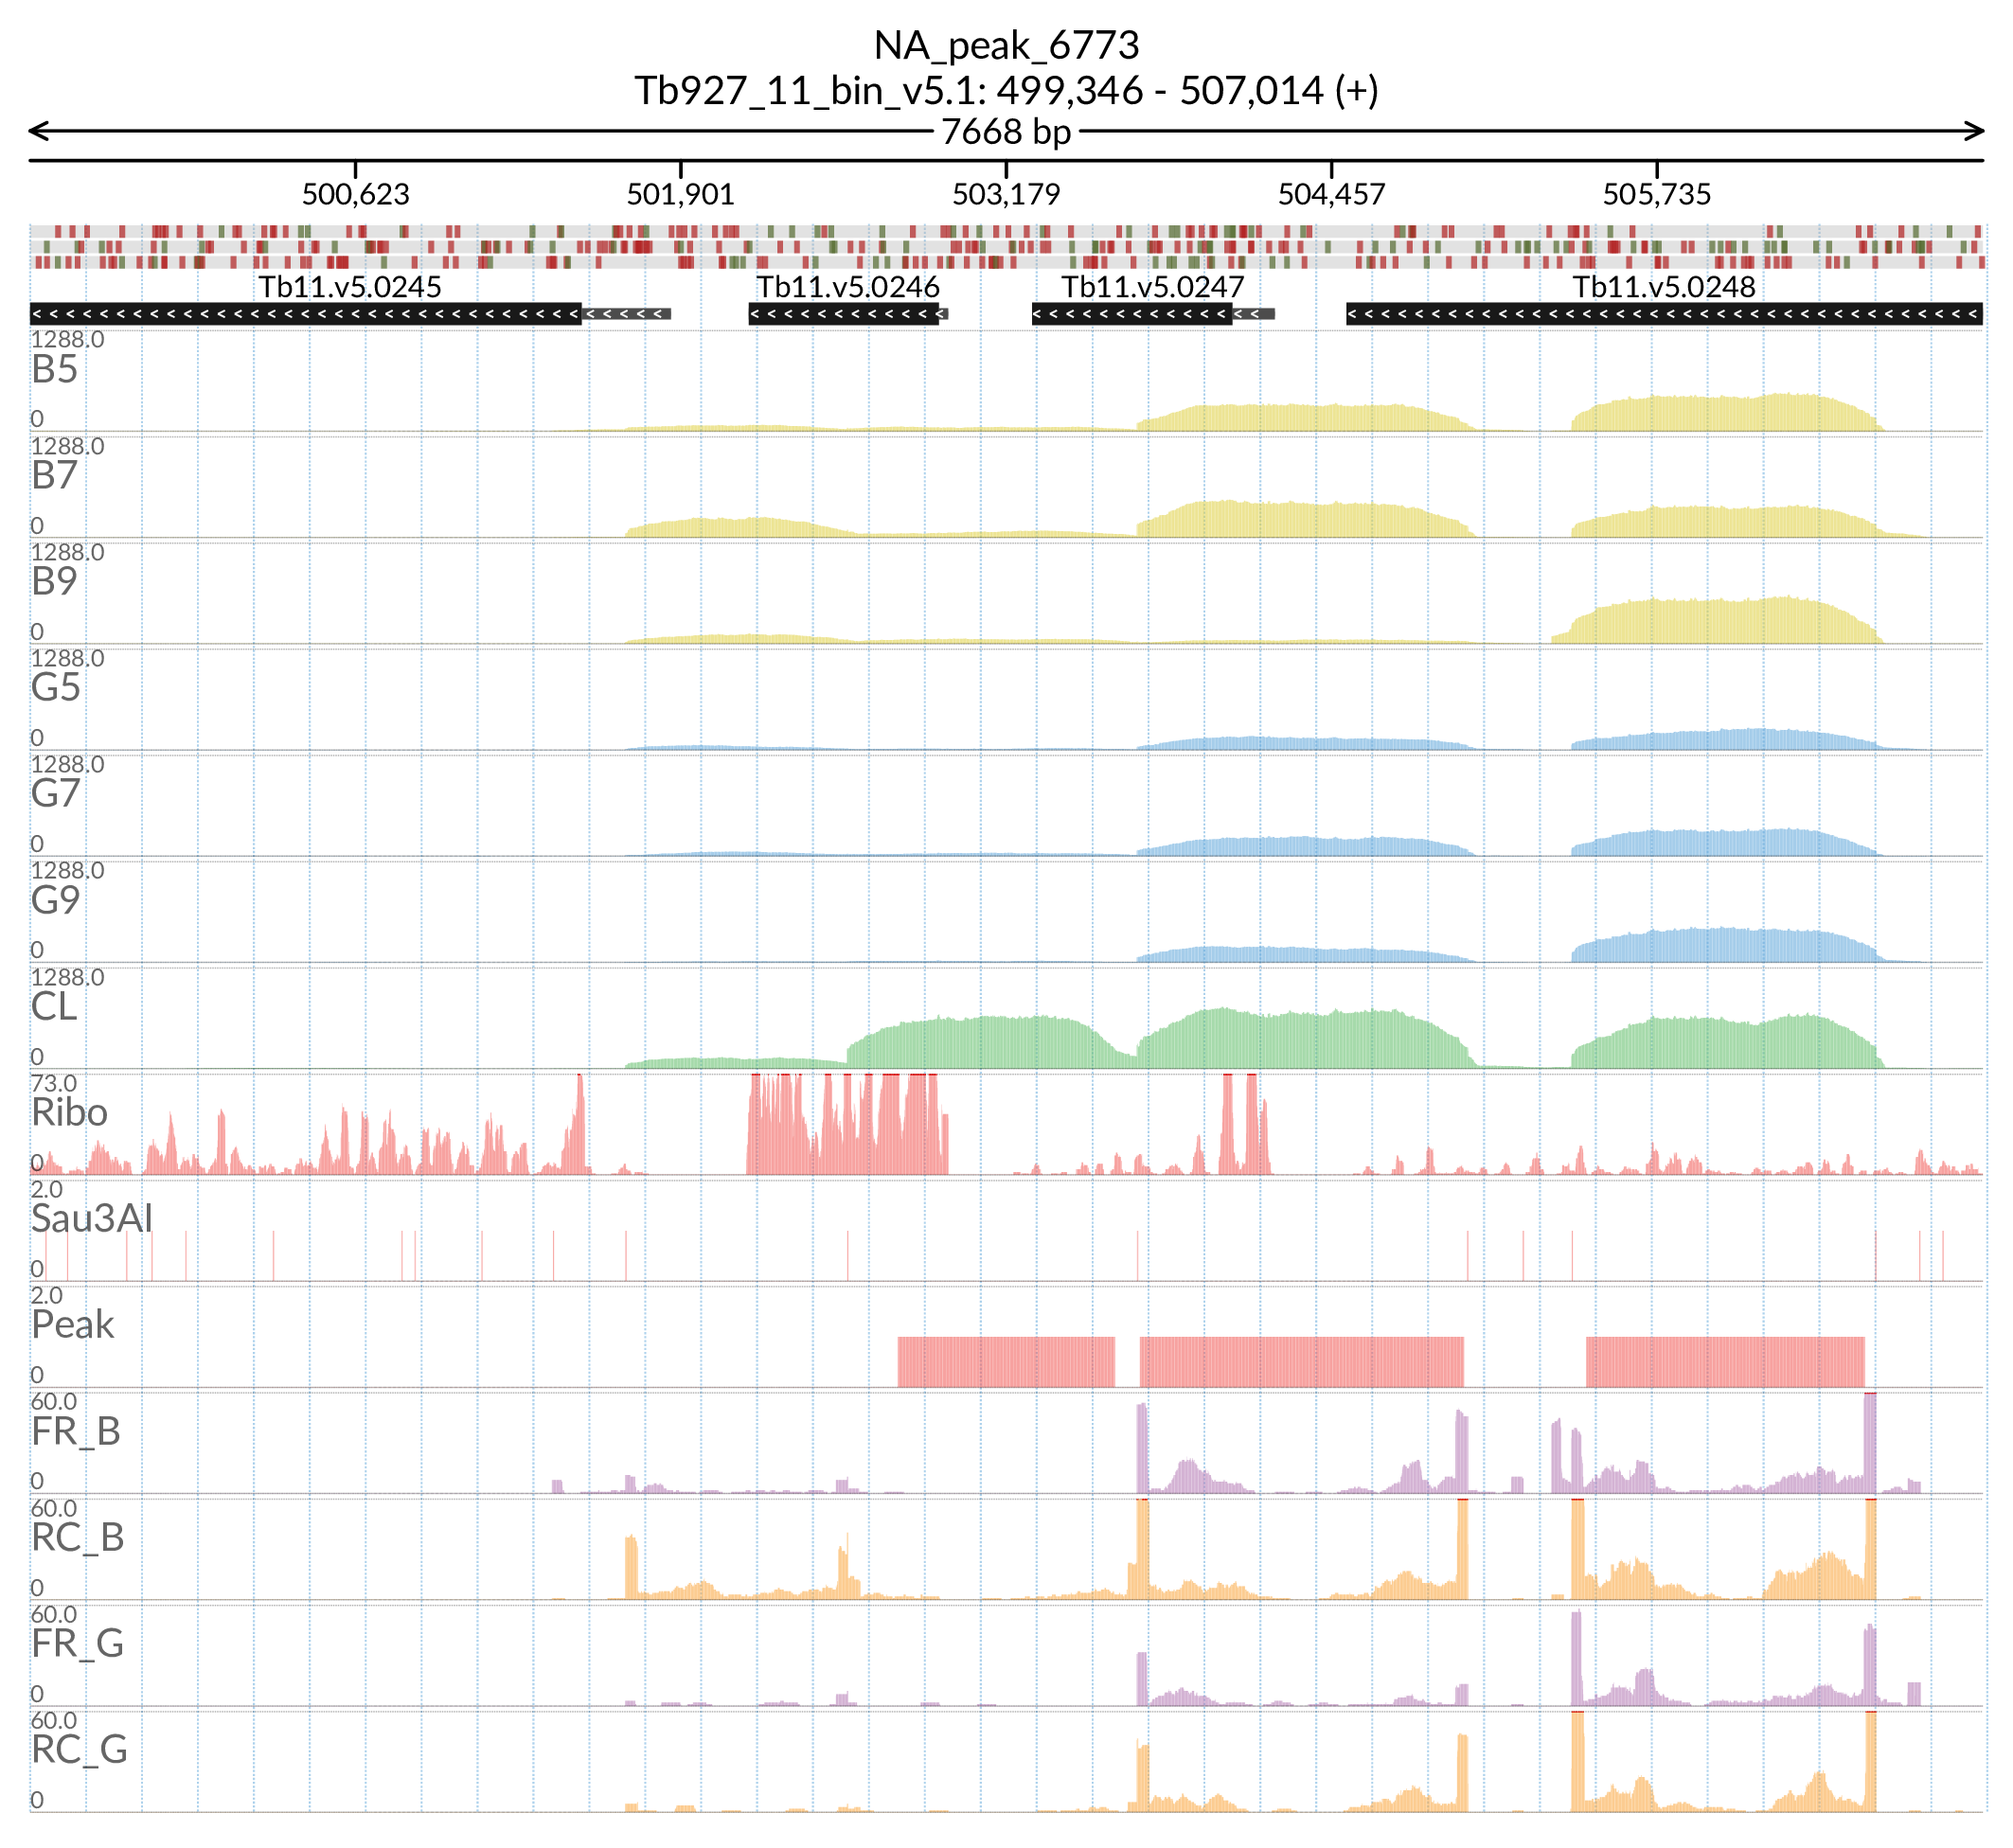 NA_peak_6773
Tb927_11_bin_v5.1: 499,346 - 507,014 (+)
7668 bp
500,623 501,901 503,179 504,457 505,735
Tb11.v5.0245 Tb11.v5.0246 Tb11.v5.0247 Tb11.v5.0248
1288.0
B5
0
1288.0
B7
0
1288.0
B9
0
1288.0
G5
0
1288.0
G7
0
1288.0
G9
0
1288.0
CL
0
73.0
Ribo
0
2.0
Sau3AI
0
2.0
Peak
0
60.0
FR_B
0
60.0
RC_B
0
60.0
FR_G
0
60.0
RC_G
0